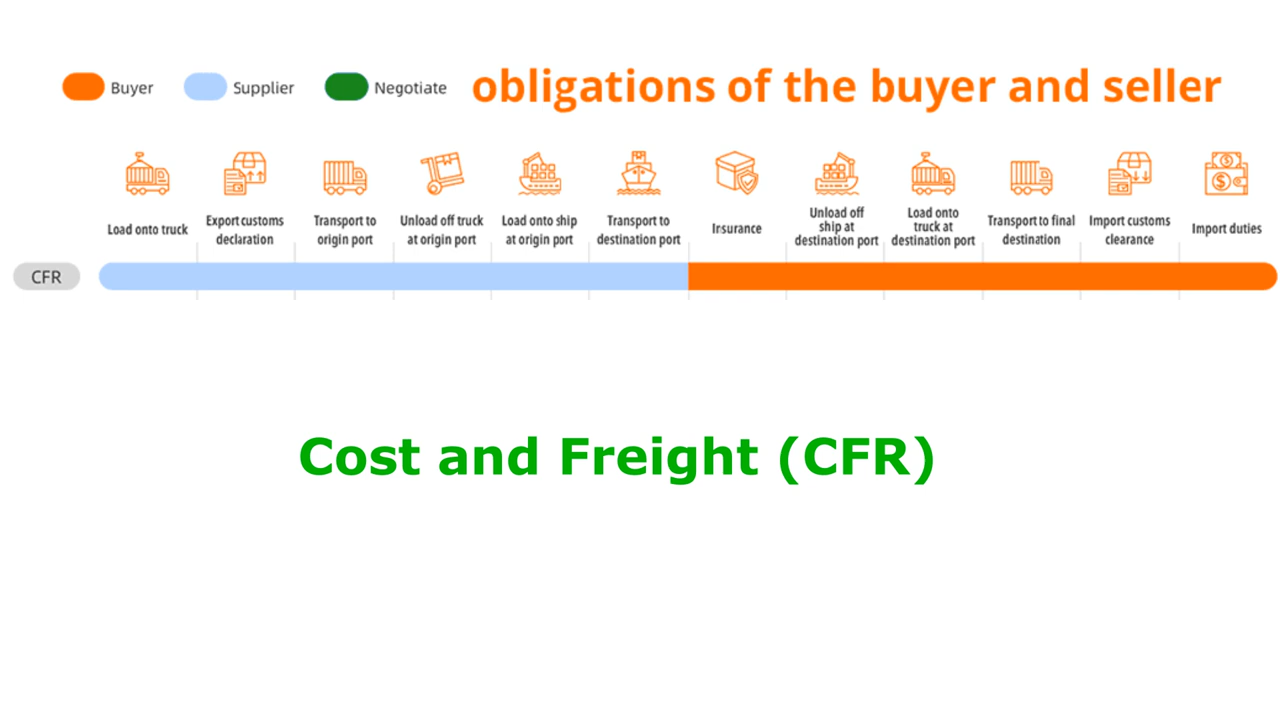 Buyer Supplier Negotiate obligations of the buyer and seller
Load onto truck
Export customs
declaration
Transport to
origin port
Unload off truck
at origin port
Load onto ship
at origin port
Transport to
destination port
Insurance
Unload off
ship at
destination port
Load onto
truck at
destination port
Transport to final
destination
Import customs
clearance
Import duties
CFR
Cost and Freight (CFR)